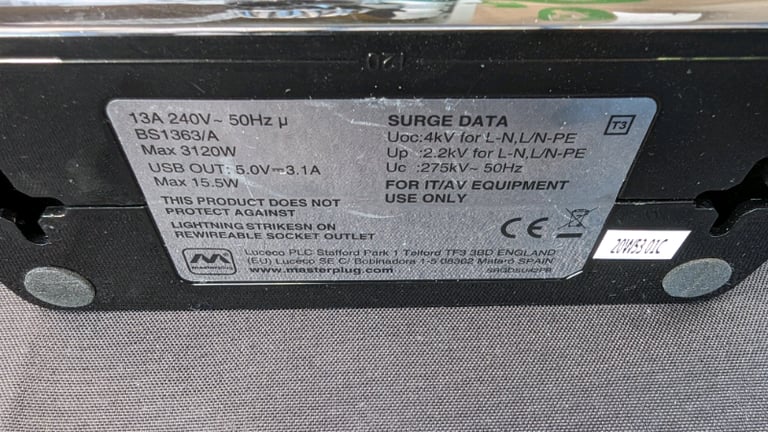 13A 240V~ 50Hz µ
BS1363/A
Max 3120W
USB OUT: 5.0V⎓3.1A
Max 15.5W
THIS PRODUCT DOES NOT
PROTECT AGAINST
LIGHTNING STRIKESN ON
REWIREABLE SOCKET OUTLET
SURGE DATA
T3
Uoc:4kV for L-N,L/N-PE
Up :2.2kV for L-N,L/N-PE
Uc :275kV~ 50Hz
FOR IT/AV EQUIPMENT
USE ONLY
CE
masterplug
Luceco PLC Stafford Park 1 Telford TF3 3BD ENGLAND
(EU) Luceco SE C/ Bobinadora 1-5 08302 Mataró SPAIN
www.masterplug.com
20W53 01C